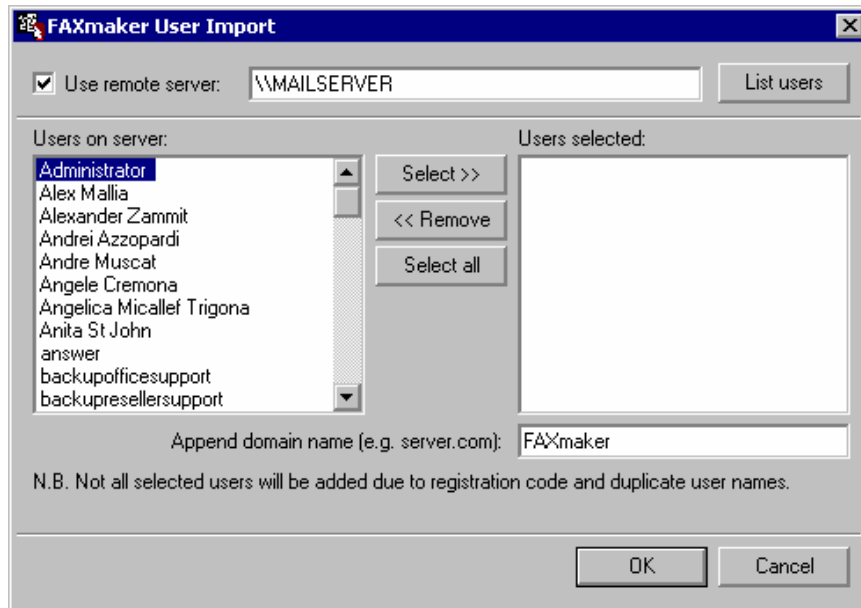 FAXmaker User Import
Use remote server: \\MAILSERVER List users
Users on server: Users selected:
Administrator
Alex Mallia
Alexander Zammit
Andrei Azzopardi
Andre Muscat
Angele Cremona
Angelica Micallef Trigona
Anita St John
answer
backupofficesupport
backupresellersupport
Select >>
<< Remove
Select all
Append domain name (e.g. server.com): FAXmaker
N.B. Not all selected users will be added due to registration code and duplicate user names.
OK Cancel